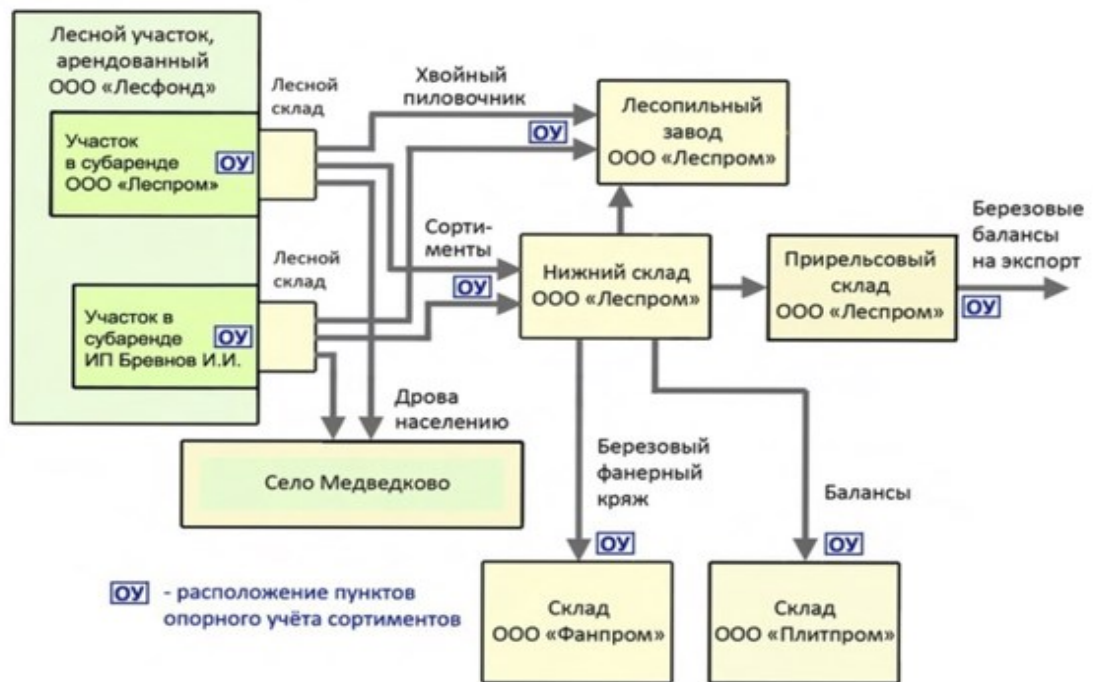 Лесной участок,
арендованный
ООО «Лесфонд»
Участок
в субаренде
ООО «Леспром»
ОУ
Лесной
склад
Участок в
субаренде
ИП Бревнов И.И.
ОУ
Лесной
склад
Хвойный
пиловочник
ОУ
Лесопильный
завод
ООО «Леспром»
Сорти-
менты
ОУ
Нижний склад
ООО «Леспром»
Прирельсовый
склад
ООО «Леспром»
Березовые
балансы
на экспорт
ОУ
Дрова
населению
Село Медведково
Березовый
фанерный
кряж
ОУ
Балансы
ОУ
Склад
ООО «Фанпром»
Склад
ООО «Плитпром»
ОУ - расположение пунктов
опорного учёта сортиментов